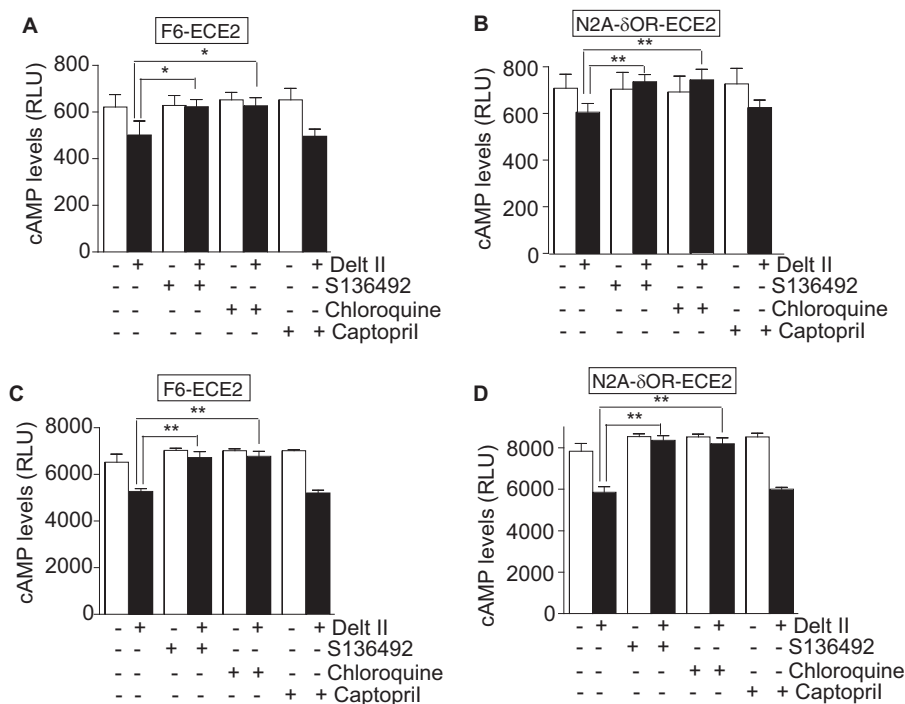 A
F6-ECE2
*
*
800
600
400
200
0
cAMP levels (RLU)
- + - + - + - + Delt II
- - + + - - - - S136492
- - - - + + - - Chloroquine
- - - - - - + + Captopril
B
N2A-δOR-ECE2
**
**
800
600
700
600
0
cAMP levels (RLU)
- + - + - + - + Delt II
- - + + - - - - S136492
- - - - + + - - Chloroquine
- - - - - - + + Captopril
C
F6-ECE2
**
**
8000
6000
4000
2000
0
cAMP levels (RLU)
- + - + - + - + Delt II
- - + + - - - - S136492
- - - - + + - - Chloroquine
- - - - - - + + Captopril
D
N2A-δOR-ECE2
**
**
8000
6000
8000
2000
0
cAMP levels (RLU)
- + - + - + - + Delt II
- - + + - - - - S136492
- - - - + + - - Chloroquine
- - - - - - + + Captopril